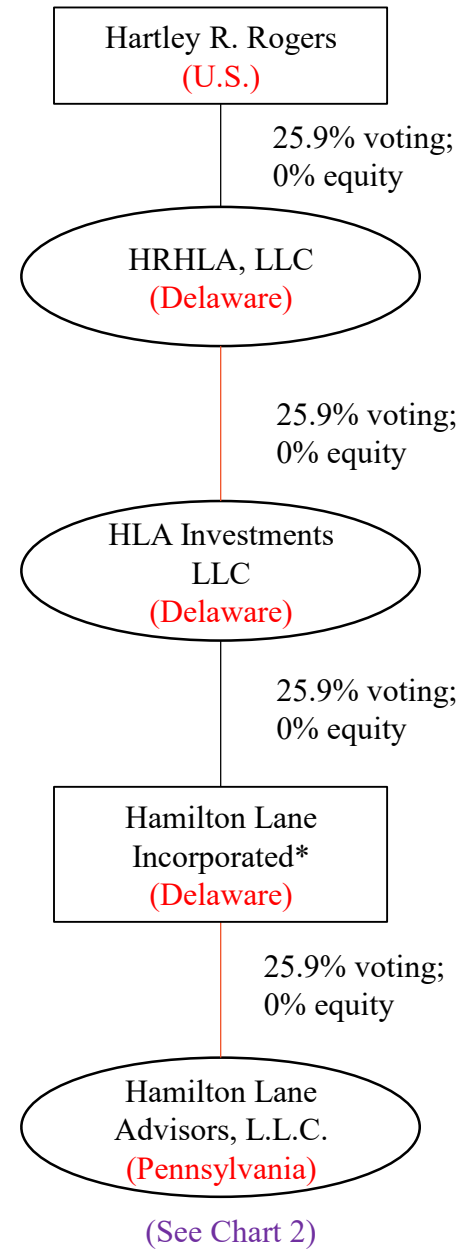 Hartley R. Rogers
(U.S.)
25.9% voting;
0% equity
HRHLA, LLC
(Delaware)
25.9% voting;
0% equity
HLA Investments
LLC
(Delaware)
25.9% voting;
0% equity
Hamilton Lane
Incorporated*
(Delaware)
25.9% voting;
0% equity
Hamilton Lane
Advisors, L.L.C.
(Pennsylvania)
(See Chart 2)